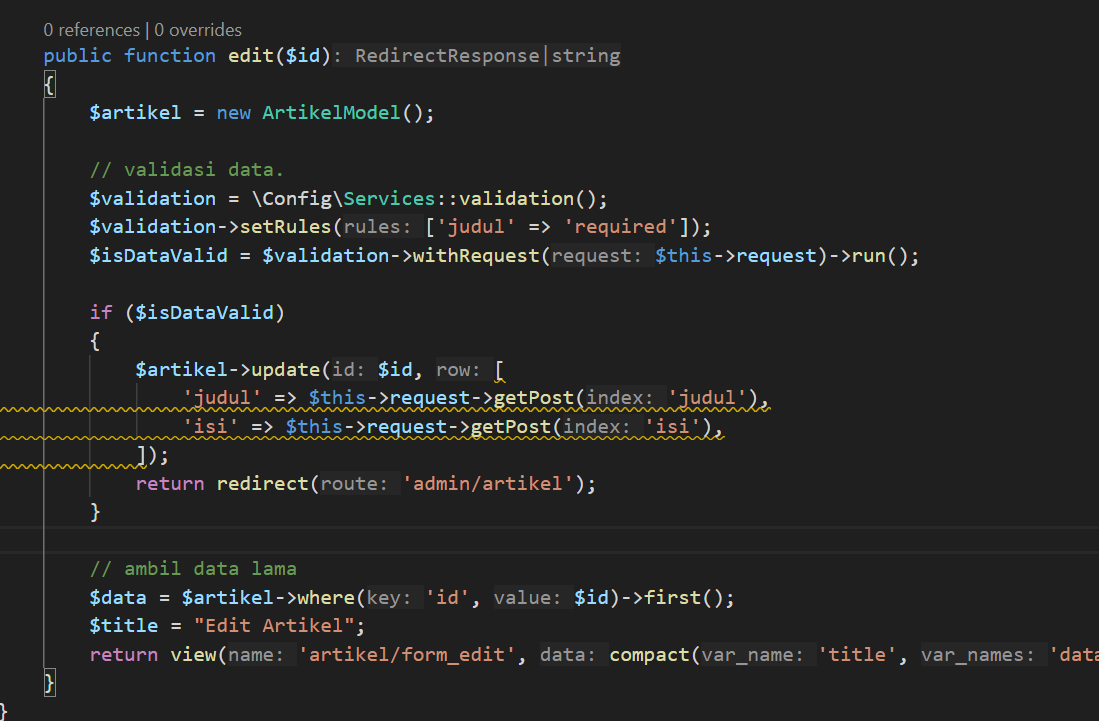 0 references | 0 overrides
public function edit($id): RedirectResponse|string
{
$artikel = new ArtikelModel();
// validasi data.
$validation = \Config\Services::validation();
$validation->setRules(rules: ['judul' => 'required']);
$isDataValid = $validation->withRequest(request: $this->request)->run();
if ($isDataValid)
{
$artikel->update(id: $id, row: [
'judul' => $this->request->getPost(index: 'judul'),
'isi' => $this->request->getPost(index: 'isi'),
]);
return redirect(route: 'admin/artikel');
}
// ambil data lama
$data = $artikel->where(key: 'id', value: $id)->first();
$title = "Edit Artikel";
return view(name: 'artikel/form_edit', data: compact(var_name: 'title', var_names: 'data
}
}